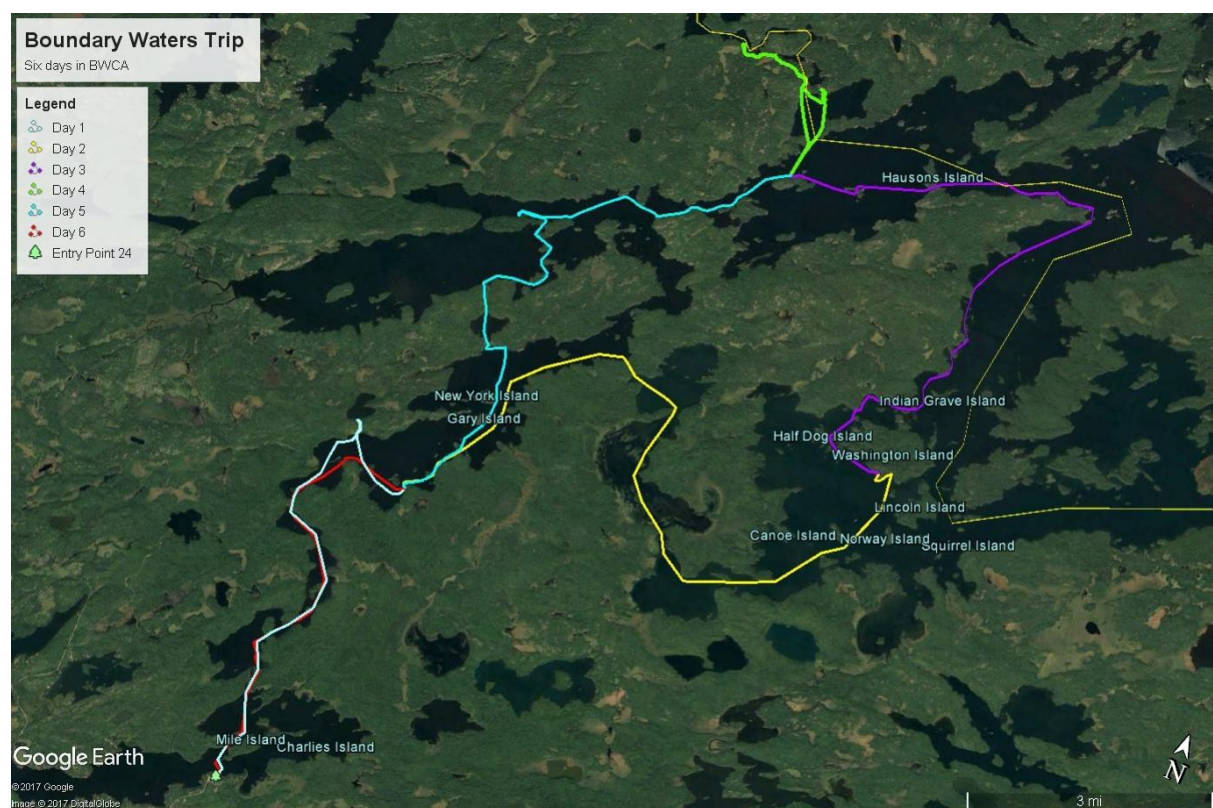 Boundary Waters Trip
Six days in BWCA
Legend
Day 1
Day 2
Day 3
Day 4
Day 5
Day 6
Entry Point 24
Hausons Island
New York Island
Gary Island
Indian Grave Island
Half Dog Island
Washington Island
Lincoln Island
Canoe Island
Norway Island
Squirrel Island
Mile Island
Charlies Island
Google Earth
©2017 Google
Image © 2017 DigitalGlobe
N
3 mi